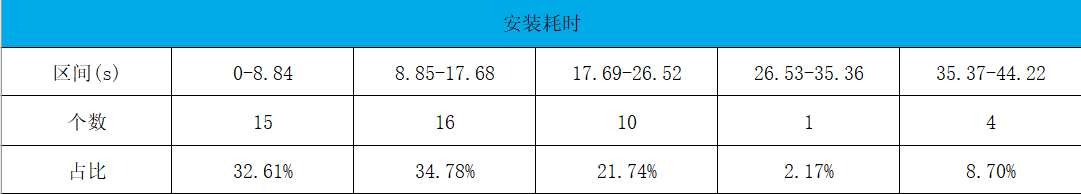 安装耗时
区间(s) 0-8.84 8.85-17.68 17.69-26.52 26.53-35.36 35.37-44.22
个数 15 16 10 1 4
占比 32.61% 34.78% 21.74% 2.17% 8.70%